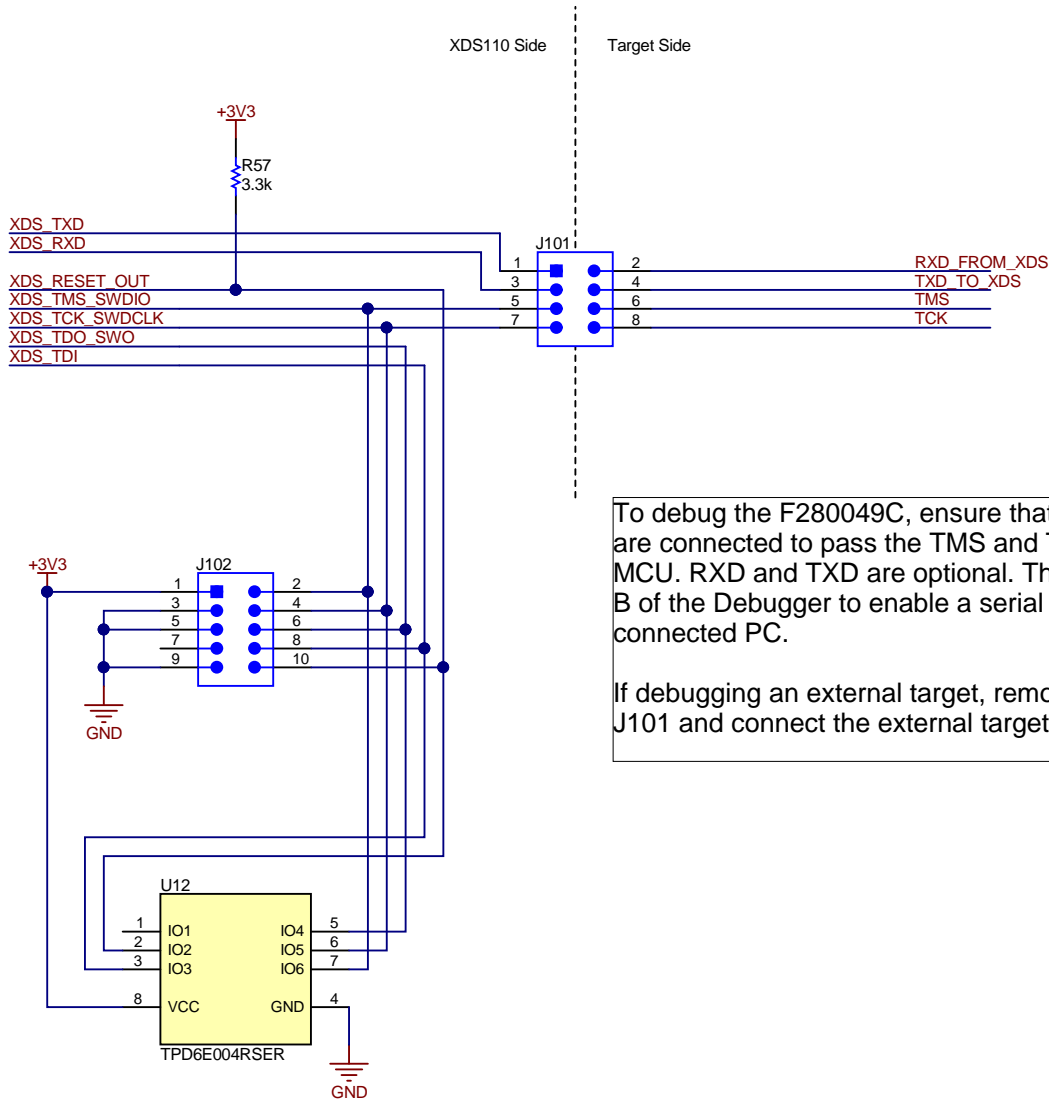 XDS110 Side
Target Side
+3V3
R57
3.3k
XDS_TXD
XDS_RXD
XDS_RESET_OUT
XDS_TMS_SWDIO
XDS_TCK_SWDCLK
XDS_TDO_SWO
XDS_TDI
J101
1 2
3 4
5 6
7 8
RXD_FROM_XDS
TXD_TO_XDS
TMS
TCK
To debug the F280049C, ensure that
are connected to pass the TMS and
MCU. RXD and TXD are optional.
B of the Debugger to enable a serial
connected PC.
If debugging an external target,
J101 and connect the external target
+3V3
J102
1 2
3 4
5 6
7 8
9 10
GND
U12
1 IO1 IO4 5
2 IO2 IO5 6
3 IO3 IO6 7
8 VCC GND 4
TPD6E004RSER
GND